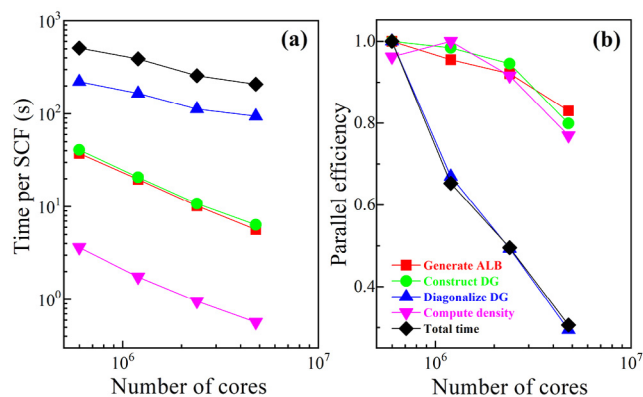 (a)
Time per SCF (s)
10³
10²
10¹
10⁰
10⁶
10⁷
Number of cores
(b)
Parallel efficiency
1.0
0.8
0.6
0.4
Generate ALB
Construct DG
Diagonalize DG
Compute density
Total time
10⁶
10⁷
Number of cores